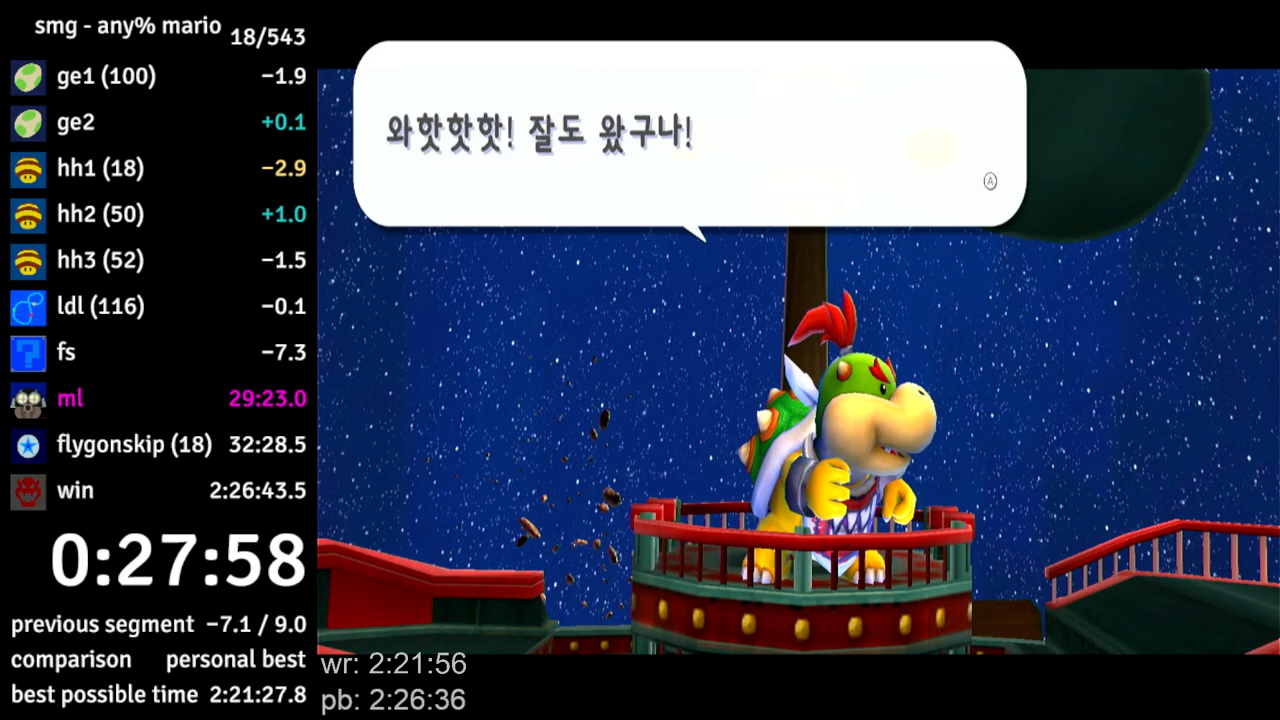 smg - any% mario
18/543
ge1 (100) −1.9
ge2 +0.1
hh1 (18) −2.9
hh2 (50) +1.0
hh3 (52) −1.5
ldl (116) −0.1
fs −7.3
ml 29:23.0
flygonskip (18) 32:28.5
win 2:26:43.5
0:27:58
previous segment −7.1 / 9.0
comparison personal best
best possible time 2:21:27.8
와핫핫핫! 잘도 왔구나!
A
wr: 2:21:56
pb: 2:26:36